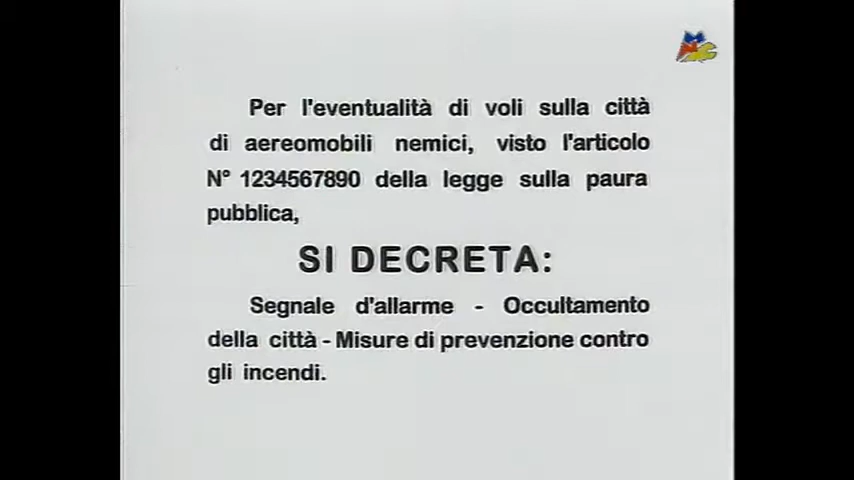 Per l'eventualità di voli sulla città
di aereomobili nemici, visto l'articolo
N° 1234567890 della legge sulla paura
pubblica,
SI DECRETA:
Segnale d'allarme - Occultamento
della città - Misure di prevenzione contro
gli incendi.